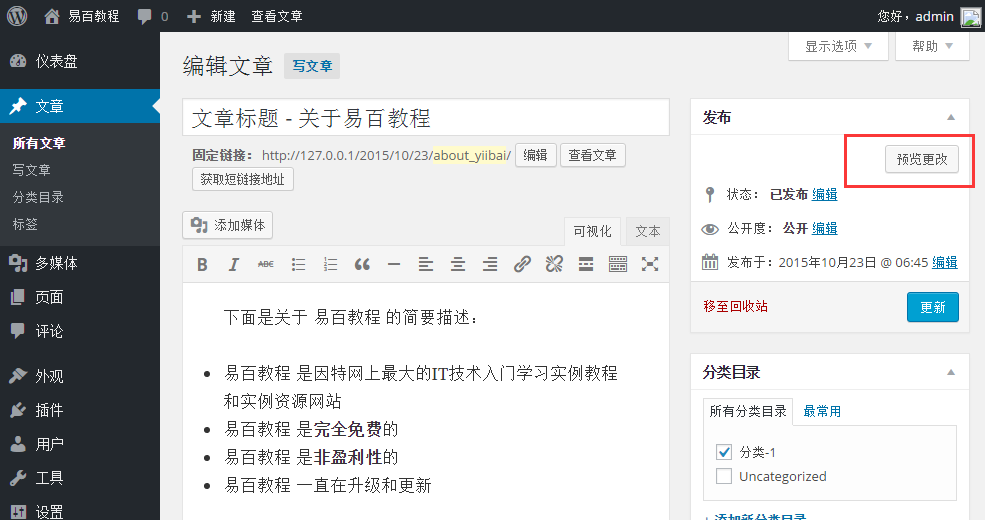 易百教程 0 新建 查看文章 您好，admin
显示选项 帮助
仪表盘
文章
所有文章
写文章
分类目录
标签
多媒体
页面
评论
外观
插件
用户
工具
设置
编辑文章 写文章
文章标题 - 关于易百教程
固定链接： http://127.0.0.1/2015/10/23/about_yiibai/ 编辑 查看文章
获取短链接地址
添加媒体
可视化 文本
B I ABC
下面是关于 易百教程 的简要描述：
易百教程 是因特网上最大的IT技术入门学习实例教程
和实例资源网站
易百教程 是完全免费的
易百教程 是非盈利性的
易百教程 一直在升级和更新
发布
预览更改
状态： 已发布 编辑
公开度： 公开 编辑
发布于：2015年10月23日 @ 06:45 编辑
移至回收站 更新
分类目录
所有分类目录 最常用
分类-1
Uncategorized
+ 添加新分类目录